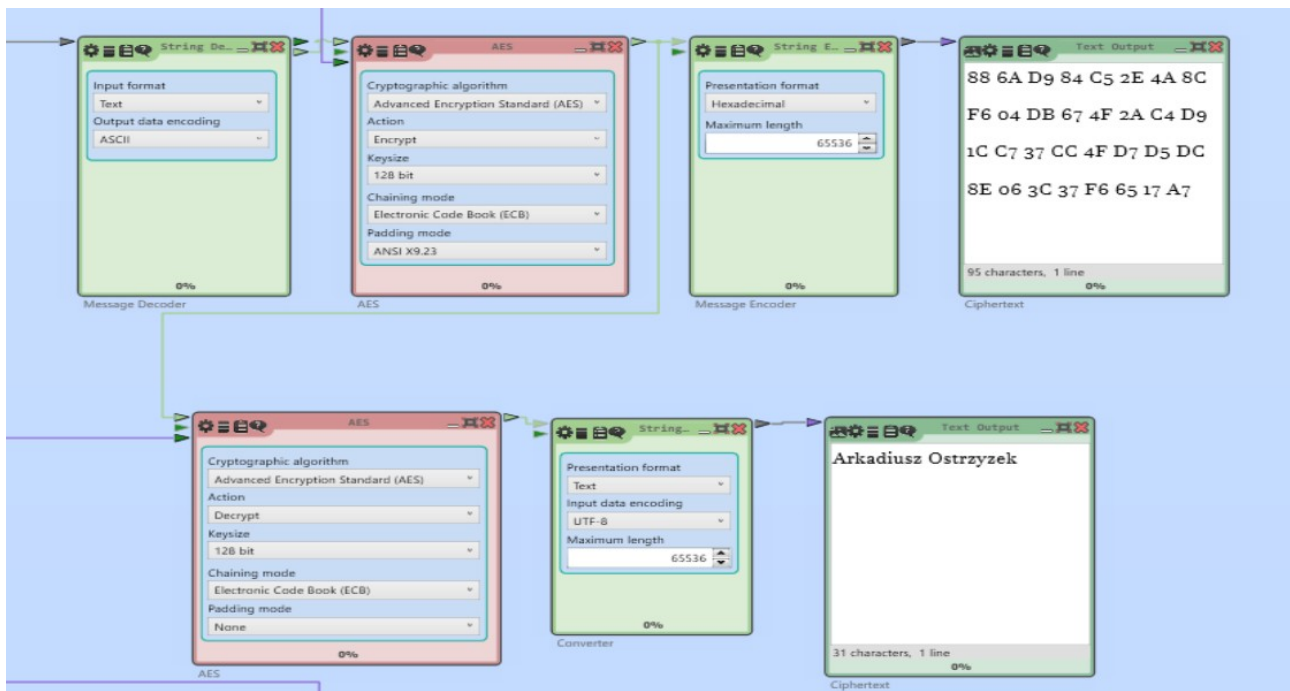 String De...
AES
String E...
Text Output
Input format
Text
Output data encoding
ASCII
0%
Message Decoder
Cryptographic algorithm
Advanced Encryption Standard (AES)
Action
Encrypt
Keysize
128 bit
Chaining mode
Electronic Code Book (ECB)
Padding mode
ANSI X9.23
0%
AES
Presentation format
Hexadecimal
Maximum length
65536
0%
Message Encoder
88 6A D9 84 C5 2E 4A 8C
F6 04 DB 67 4F 2A C4 D9
1C C7 37 CC 4F D7 D5 DC
8E 06 3C 37 F6 65 17 A7
95 characters, 1 line
0%
Ciphertext
AES
Cryptographic algorithm
Advanced Encryption Standard (AES)
Action
Decrypt
Keysize
128 bit
Chaining mode
Electronic Code Book (ECB)
Padding mode
None
0%
AES
String...
Presentation format
Text
Input data encoding
UTF-8
Maximum length
65536
0%
Converter
Text Output
Arkadiusz Ostrzyzek
31 characters, 1 line
0%
Ciphertext